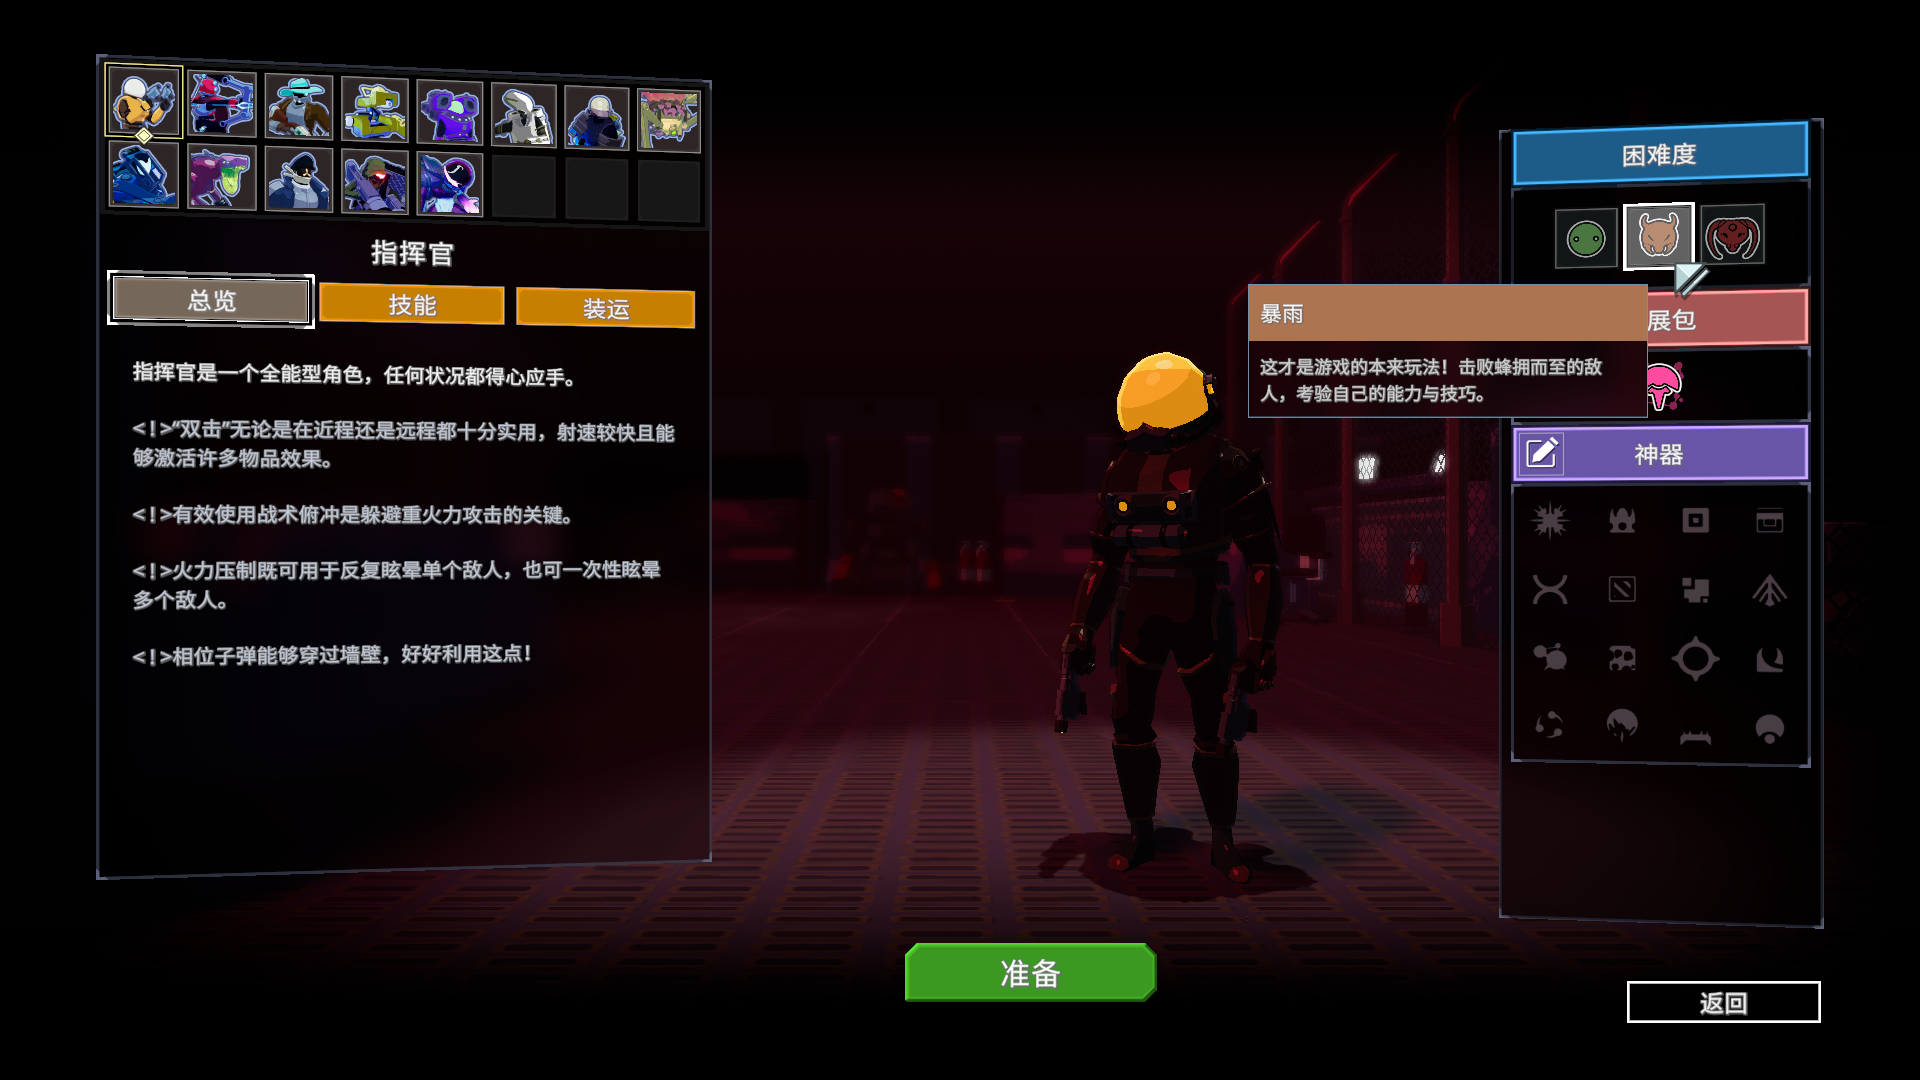 指挥官
总览
技能
装运
指挥官是一个全能型角色，任何状况都得心应手。
<!>“双击”无论是在近程还是远程都十分实用，射速较快且能
够激活许多物品效果。
<!>有效使用战术俯冲是躲避重火力攻击的关键。
<!>火力压制既可用于反复眩晕单个敌人，也可一次性眩晕
多个敌人。
<!>相位子弹能够穿过墙壁，好好利用这点！
困难度
暴雨
这才是游戏的本来玩法！击败蜂拥而至的敌
人，考验自己的能力与技巧。
展包
神器
准备
返回